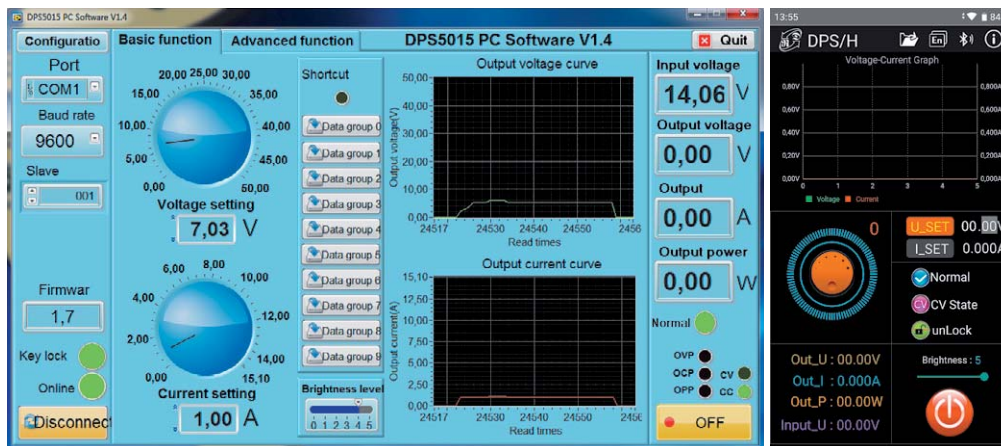 DPS5015 PC Software V1.4
Configuratio
Basic function
Advanced function
DPS5015 PC Software V1.4
Quit
Port
COM1
Baud rate
9600
Slave
001
Firmwar
1,7
Key lock
Online
Disconnect
0,00
5,00
10,00
15,00
20,00
25,00
30,00
35,00
40,00
45,00
50,00
Voltage setting
7,03 V
0,00
2,00
4,00
6,00
8,00
10,00
12,00
14,00
15,10
Current setting
1,00 A
Shortcut
Data group 0
Data group 1
Data group 2
Data group 3
Data group 4
Data group 5
Data group 6
Data group 7
Data group 8
Data group 9
Brightness level
0 1 2 3 4 5
Output voltage curve
Output voltage(V)
50,00
40,00
30,00
20,00
10,00
0,00
24517 24530 24540 24550 2456
Read times
Output current curve
Output current(A)
15,10
12,50
10,00
7,50
5,00
2,50
0,00
24517 24530 24540 24550 2456
Read times
Input voltage
14,06 V
Output voltage
0,00 V
Output
0,00 A
Output power
0,00 W
Normal
OVP
OCP CV
OPP CC
OFF
13:55
84
DPS/H
En
Voltage-Current Graph
0,80V 0,800A
0,60V 0,600A
0,40V 0,400A
0,20V 0,200A
0,00V 0,000A
0 1 2 3 4 5
Voltage Current
0
U_SET 00.00V
I_SET 0.000A
Normal
CV CV State
unLock
Out_U : 00.00V
Out_I : 0.000A
Out_P : 00.00W
Input_U : 00.00V
Brightness : 5